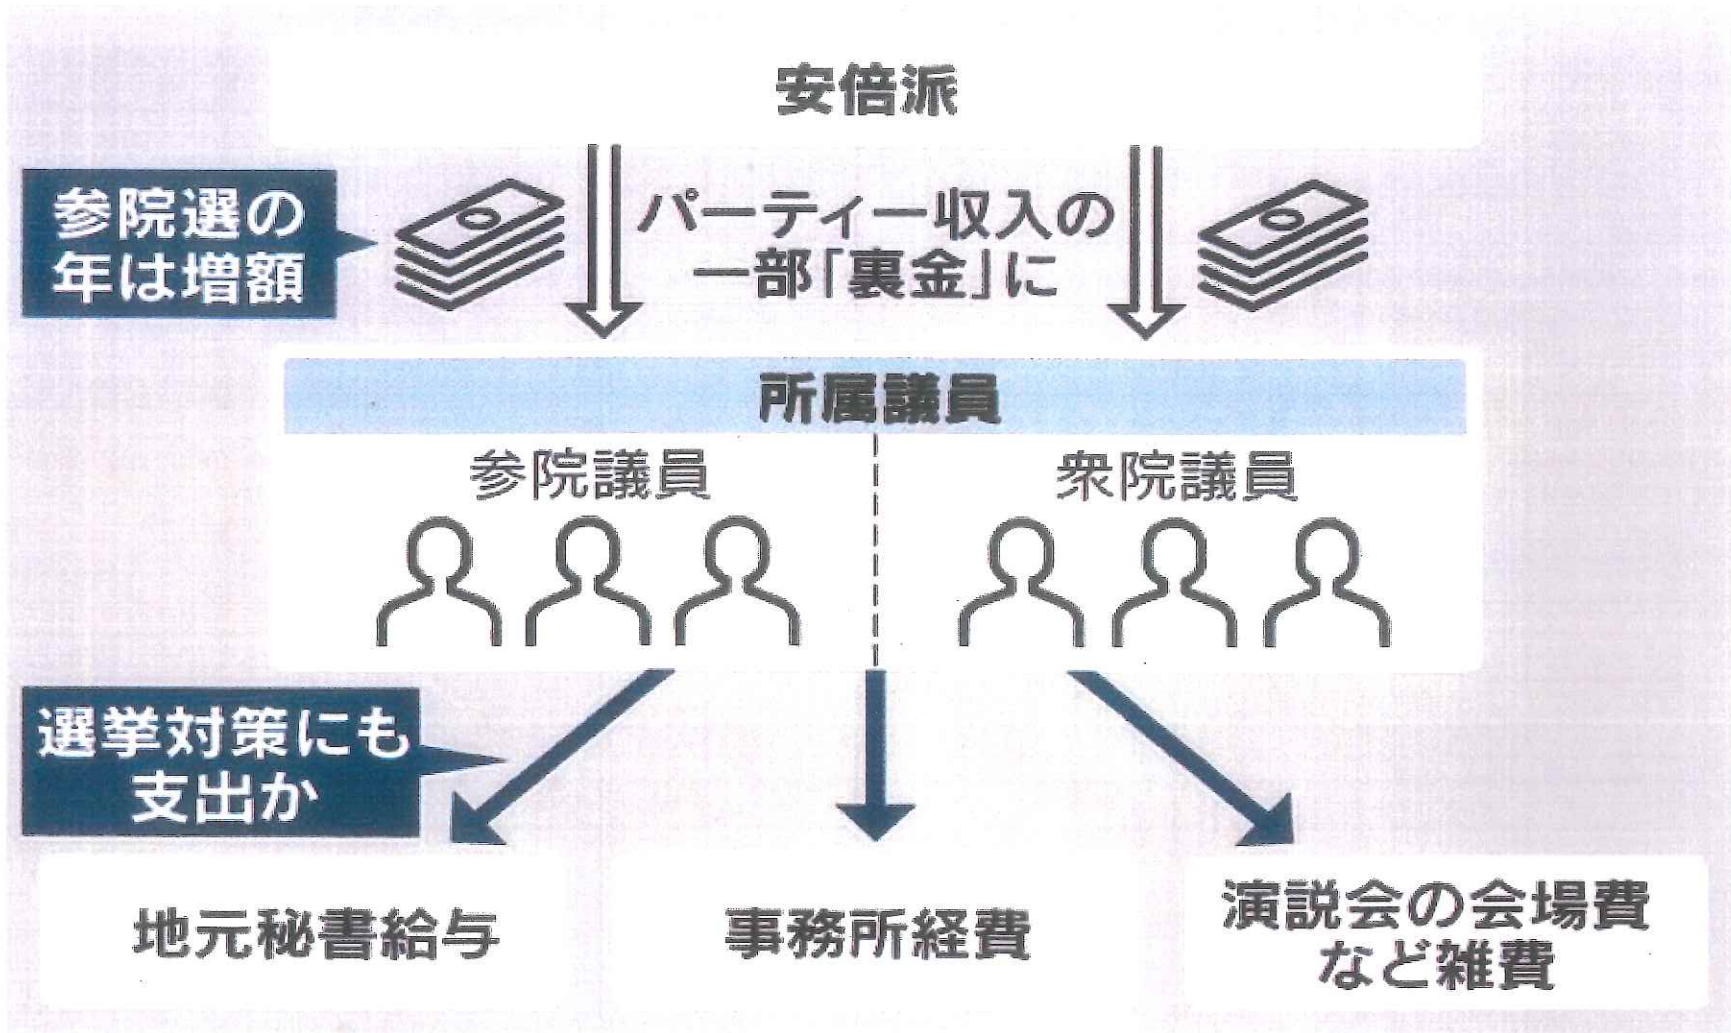 安倍派
参院選の
年は増額
パーティー収入の
一部「裏金」に
所属議員
参院議員
衆院議員
選挙対策にも
支出か
地元秘書給与
事務所経費
演説会の会場費
など雑費